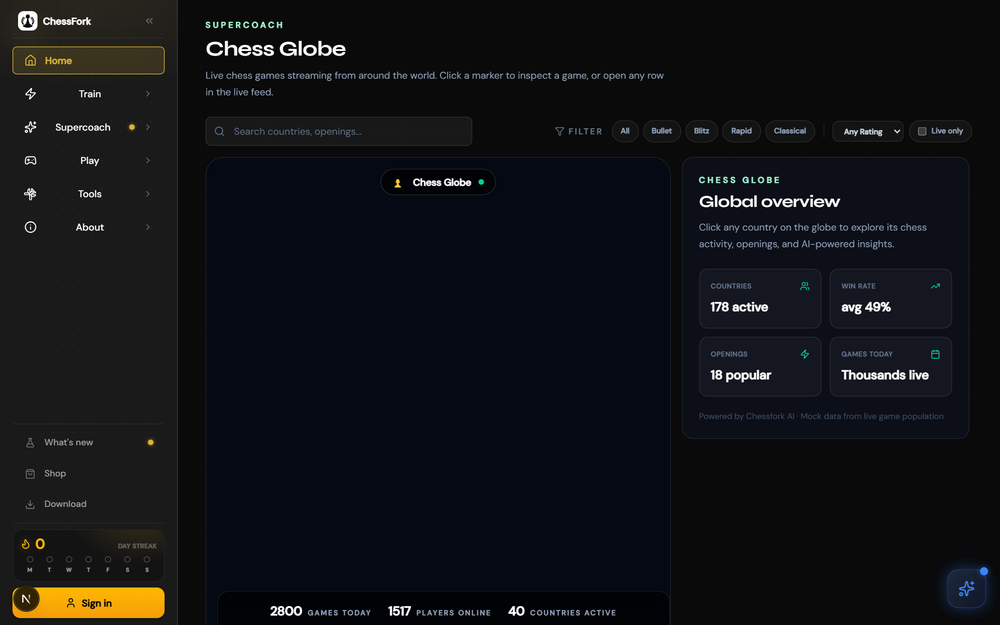 ChessFork
Home
Train
Supercoach
Play
Tools
About
What's new
Shop
Download
0
DAY STREAK
M T W T F S S
N
Sign in
SUPERCOACH
Chess Globe
Live chess games streaming from around the world. Click a marker to inspect a game, or open any row
in the live feed.
Search countries, openings...
FILTER
All
Bullet
Blitz
Rapid
Classical
Any Rating
Live only
Chess Globe
2800 GAMES TODAY 1517 PLAYERS ONLINE 40 COUNTRIES ACTIVE
CHESS GLOBE
Global overview
Click any country on the globe to explore its chess
activity, openings, and AI-powered insights.
COUNTRIES
178 active
WIN RATE
avg 49%
OPENINGS
18 popular
GAMES TODAY
Thousands live
Powered by Chessfork AI · Mock data from live game population